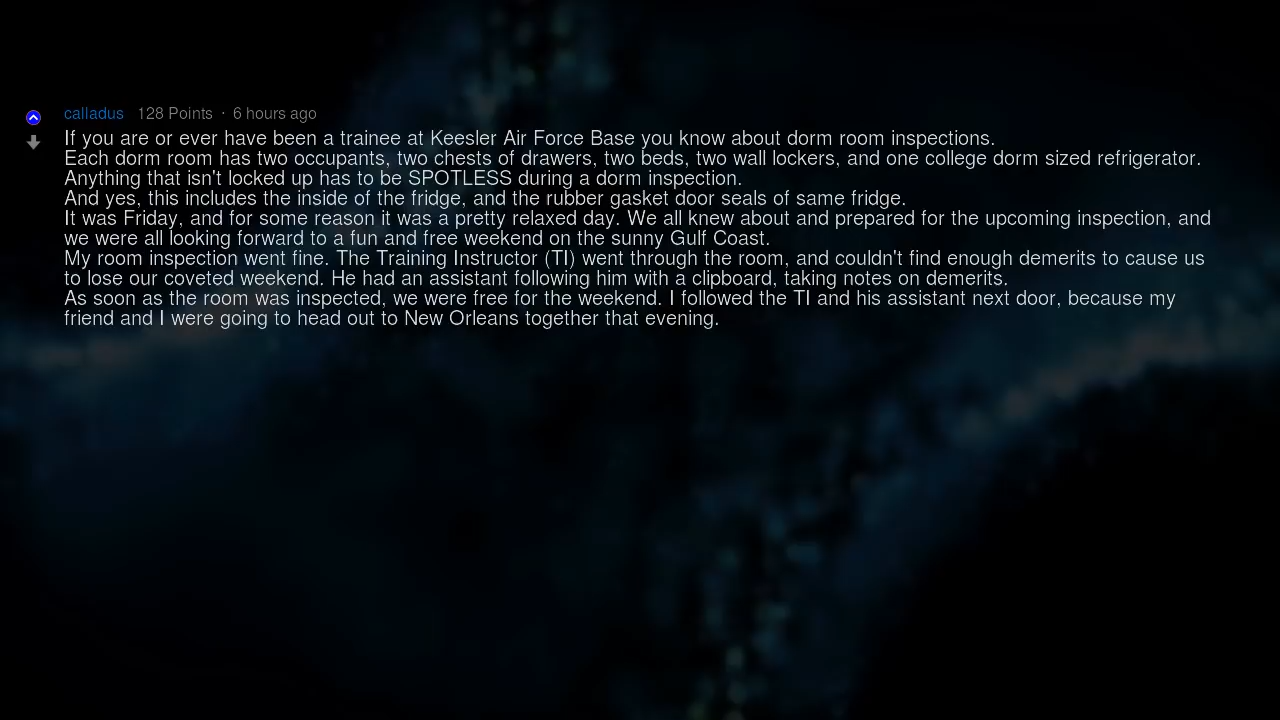 calladus 128 Points · 6 hours ago
If you are or ever have been a trainee at Keesler Air Force Base you know about dorm room inspections.
Each dorm room has two occupants, two chests of drawers, two beds, two wall lockers, and one college dorm sized refrigerator.
Anything that isn't locked up has to be SPOTLESS during a dorm inspection.
And yes, this includes the inside of the fridge, and the rubber gasket door seals of same fridge.
It was Friday, and for some reason it was a pretty relaxed day. We all knew about and prepared for the upcoming inspection, and
we were all looking forward to a fun and free weekend on the sunny Gulf Coast.
My room inspection went fine. The Training Instructor (TI) went through the room, and couldn't find enough demerits to cause us
to lose our coveted weekend. He had an assistant following him with a clipboard, taking notes on demerits.
As soon as the room was inspected, we were free for the weekend. I followed the TI and his assistant next door, because my
friend and I were going to head out to New Orleans together that evening.